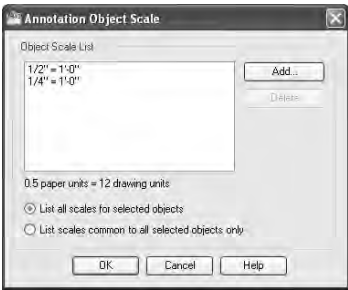 Annotation Object Scale
Object Scale List
1/2" = 1'-0"
1/4" = 1'-0"
Add...
Delete
0.5 paper units = 12 drawing units
List all scales for selected objects
List scales common to all selected objects only
OK
Cancel
Help